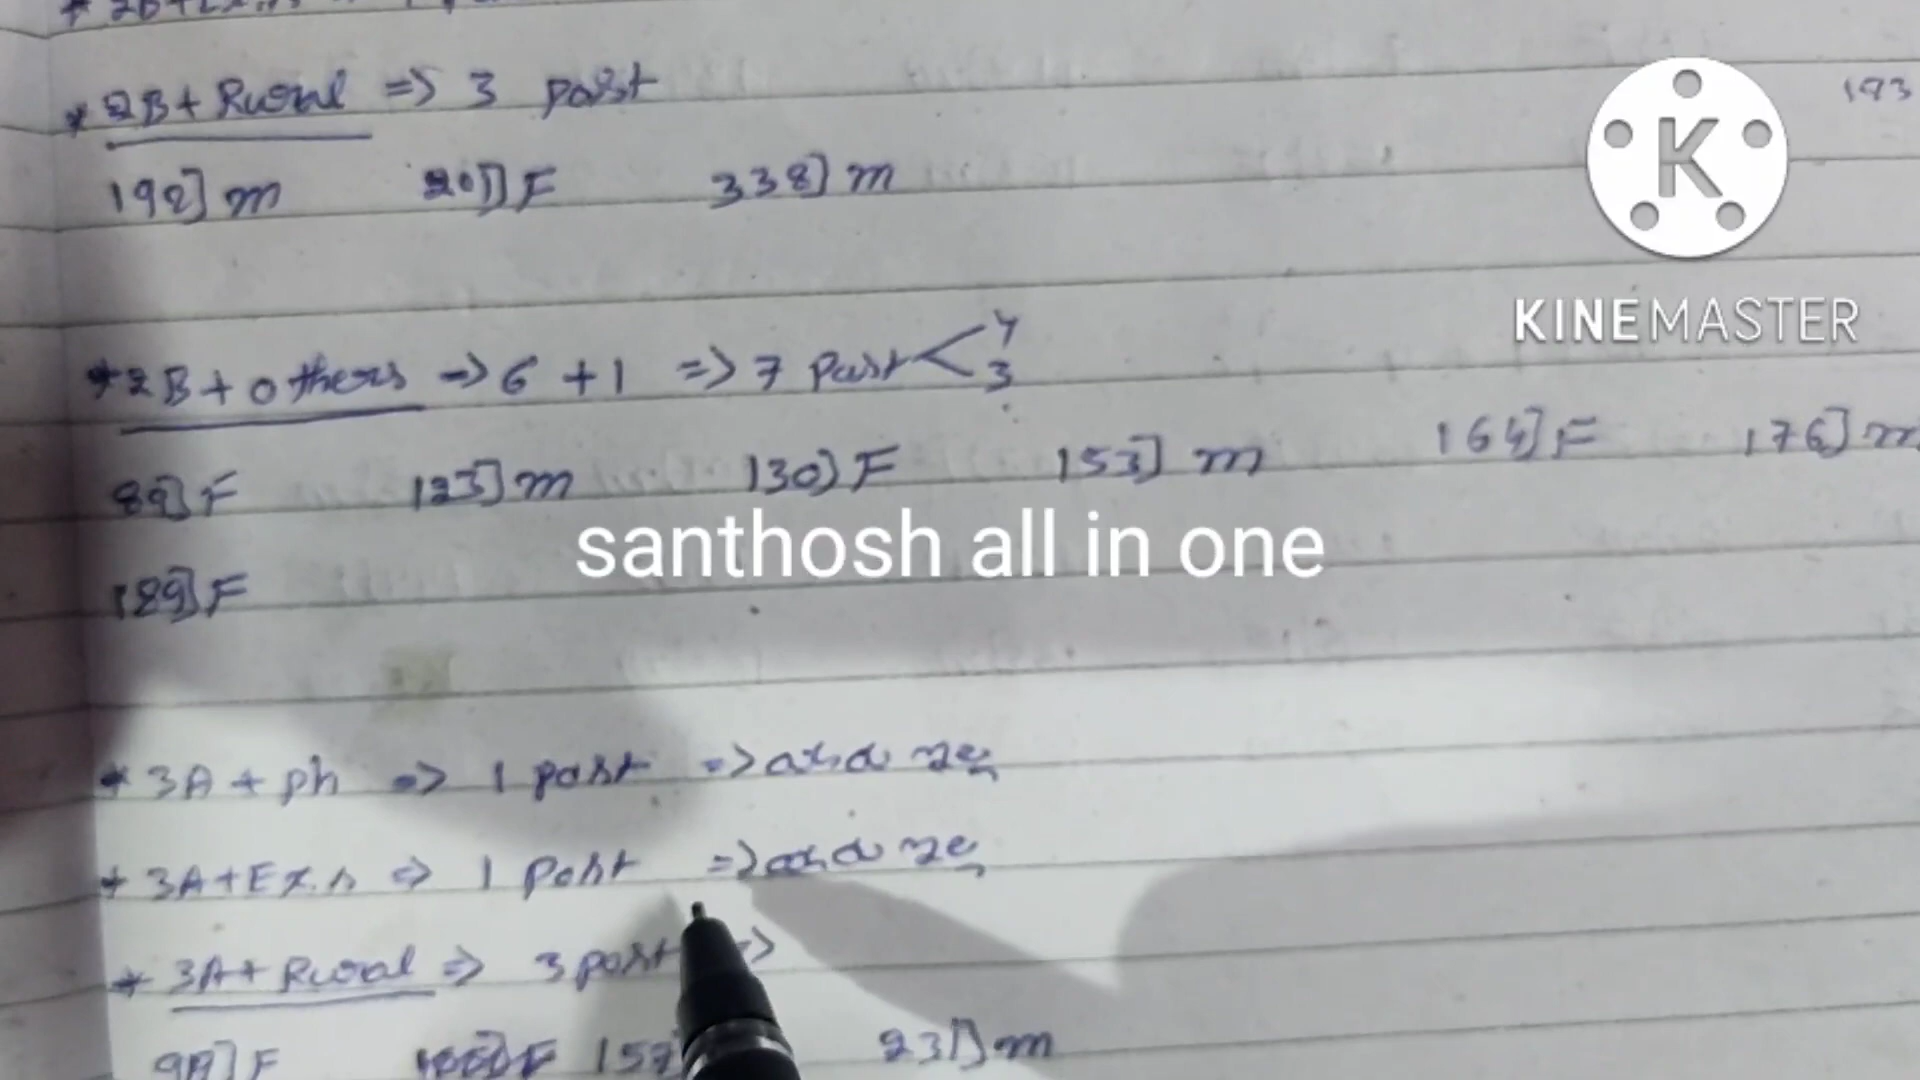 * 2B+Rural => 3 post
193
192] m 201] F 338] m
KINEMASTER
* 2B + others => 6 + 1 => 7 Post < 4 3
89] F 123] m 130] F 153] m 164] F 176] m
santhosh all in one
189] F
* 3A + ph => 1 post =>
* 3A+Ex.s => 1 Post =>
* 3A+ Rural => 3 post =>
F F 231] m